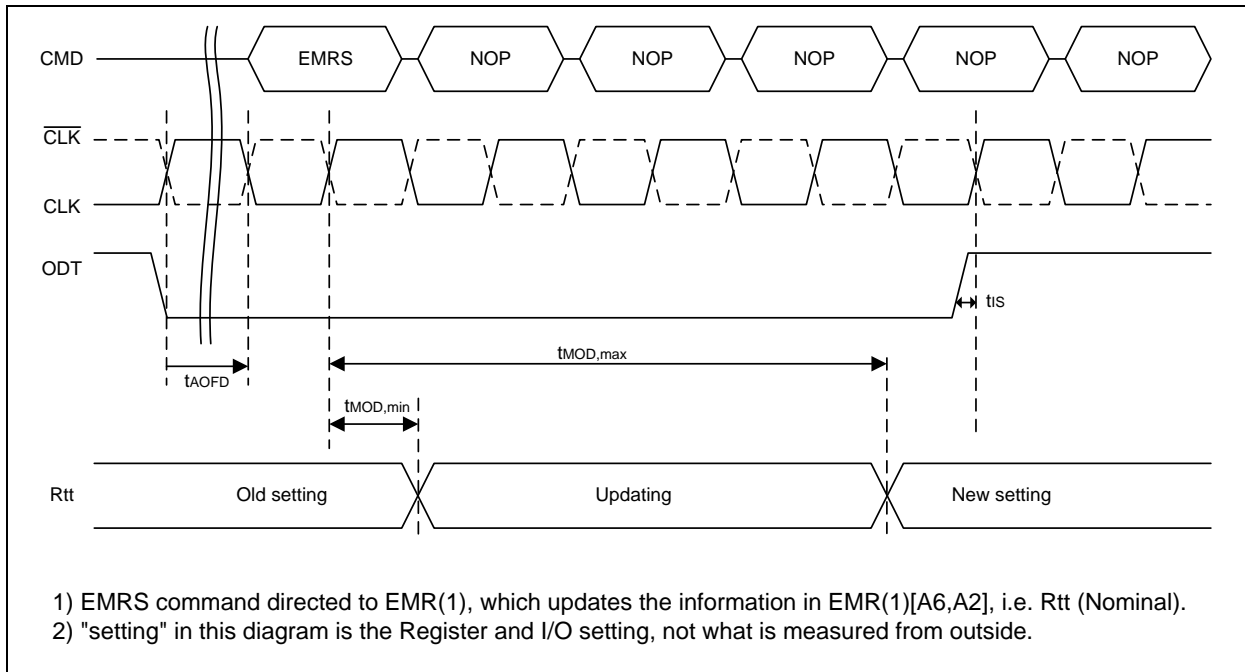 CMD EMRS NOP NOP NOP NOP NOP
CLK
CLK
ODT
tIS
tMOD,max
tAOFD
tMOD,min
Rtt Old setting Updating New setting
1) EMRS command directed to EMR(1), which updates the information in EMR(1)[A6,A2], i.e. Rtt (Nominal).
2) "setting" in this diagram is the Register and I/O setting, not what is measured from outside.